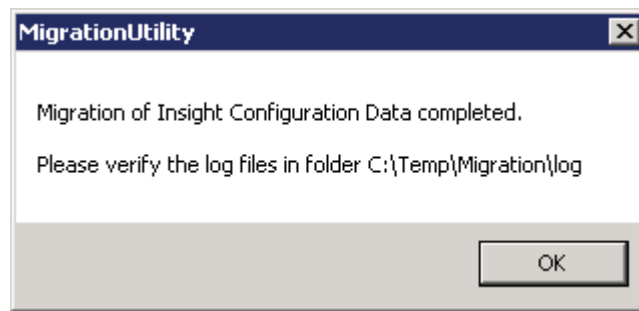 MigrationUtility
Migration of Insight Configuration Data completed.
Please verify the log files in folder C:\Temp\Migration\log
OK